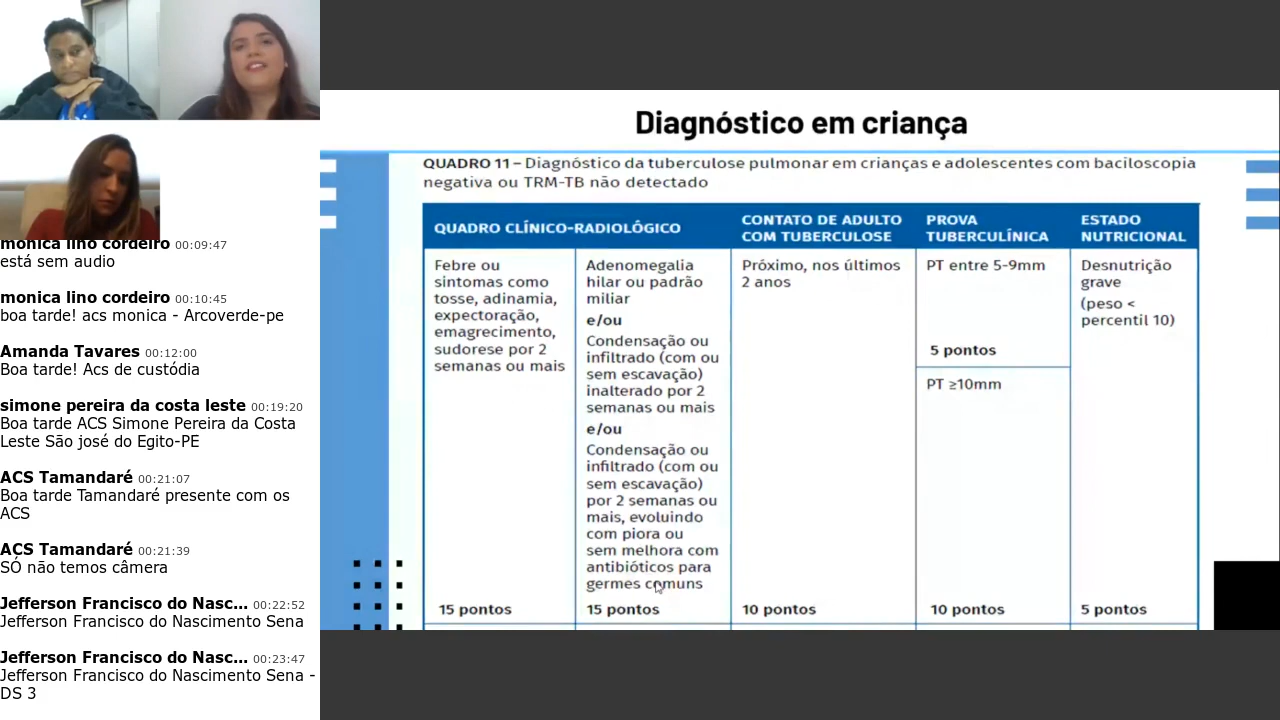 monica lino cordeiro 00:09:47
está sem audio
monica lino cordeiro 00:10:45
boa tarde! acs monica - Arcoverde-pe
Amanda Tavares 00:12:00
Boa tarde! Acs de custódia
simone pereira da costa leste 00:19:20
Boa tarde ACS Simone Pereira da Costa
Leste São josé do Egito-PE
ACS Tamandaré 00:21:07
Boa tarde Tamandaré presente com os
ACS
ACS Tamandaré 00:21:39
SÓ não temos câmera
Jefferson Francisco do Nasc... 00:22:52
Jefferson Francisco do Nascimento Sena
Jefferson Francisco do Nasc... 00:23:47
Jefferson Francisco do Nascimento Sena -
DS 3
Diagnóstico em criança
QUADRO 11 – Diagnóstico da tuberculose pulmonar em crianças e adolescentes com baciloscopia
negativa ou TRM-TB não detectado
QUADRO CLÍNICO-RADIOLÓGICO
CONTATO DE ADULTO
COM TUBERCULOSE
PROVA
TUBERCULÍNICA
ESTADO
NUTRICIONAL
Febre ou
sintomas como
tosse, adinamia,
expectoração,
emagrecimento,
sudorese por 2
semanas ou mais
15 pontos
Adenomegalia
hilar ou padrão
miliar
e/ou
Condensação ou
infiltrado (com ou
sem escavação)
inalterado por 2
semanas ou mais
e/ou
Condensação ou
infiltrado (com ou
sem escavação)
por 2 semanas ou
mais, evoluindo
com piora ou
sem melhora com
antibióticos para
germes comuns
15 pontos
Próximo, nos últimos
2 anos
10 pontos
PT entre 5-9mm
5 pontos
PT ≥10mm
10 pontos
Desnutrição
grave
(peso <
percentil 10)
5 pontos